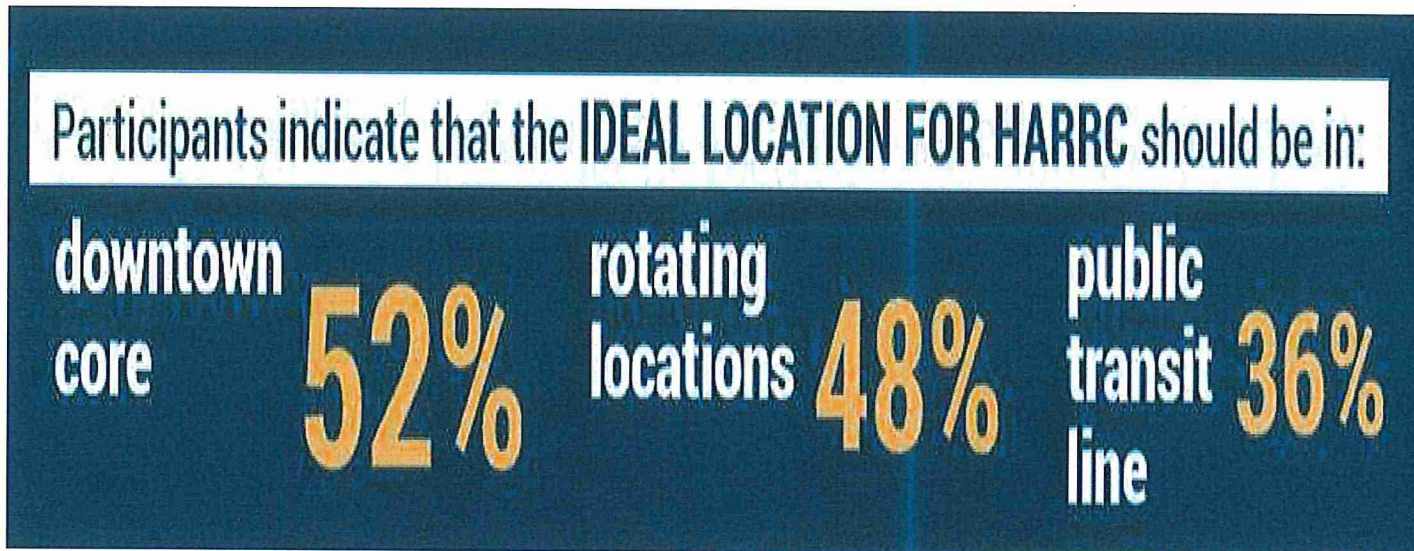 Participants indicate that the IDEAL LOCATION FOR HARRC should be in:
downtown
core
52%
rotating
locations
48%
public
transit
line
36%